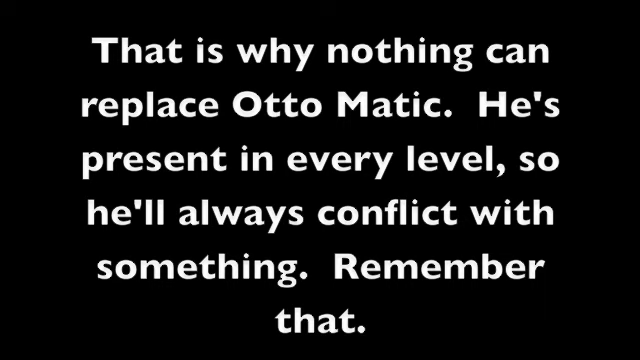 That is why nothing can
replace Otto Matic.  He's
present in every level, so
he'll always conflict with
something.  Remember
that.